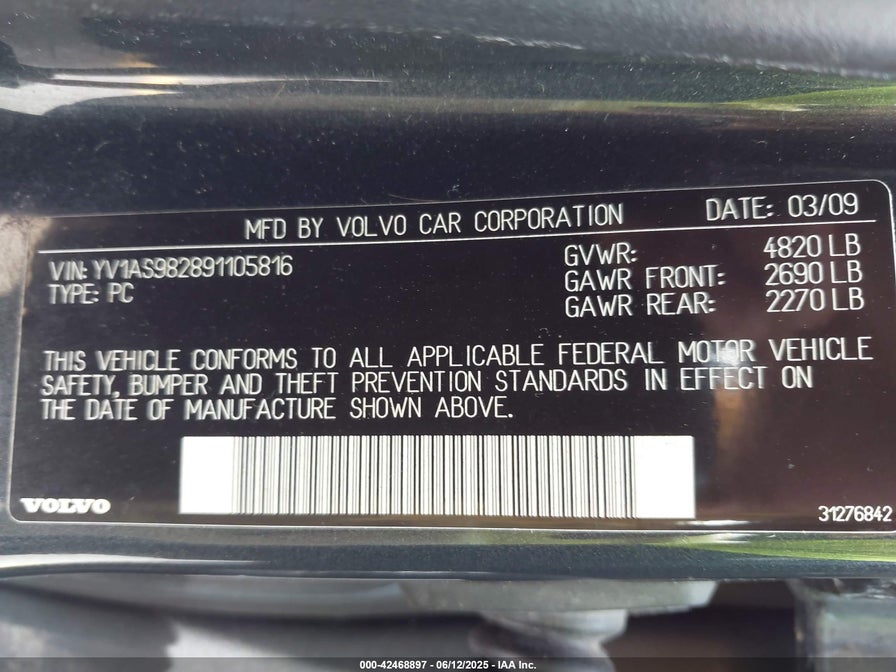 MFD BY VOLVO CAR CORPORATION DATE: 03/09
VIN: YV1AS982891105816 GVWR: 4820 LB
TYPE: PC GAWR FRONT: 2690 LB
GAWR REAR: 2270 LB
THIS VEHICLE CONFORMS TO ALL APPLICABLE FEDERAL MOTOR VEHICLE
SAFETY, BUMPER AND THEFT PREVENTION STANDARDS IN EFFECT ON
THE DATE OF MANUFACTURE SHOWN ABOVE.
VOLVO 31276842
000-42468897 - 06/12/2025 - IAA Inc.